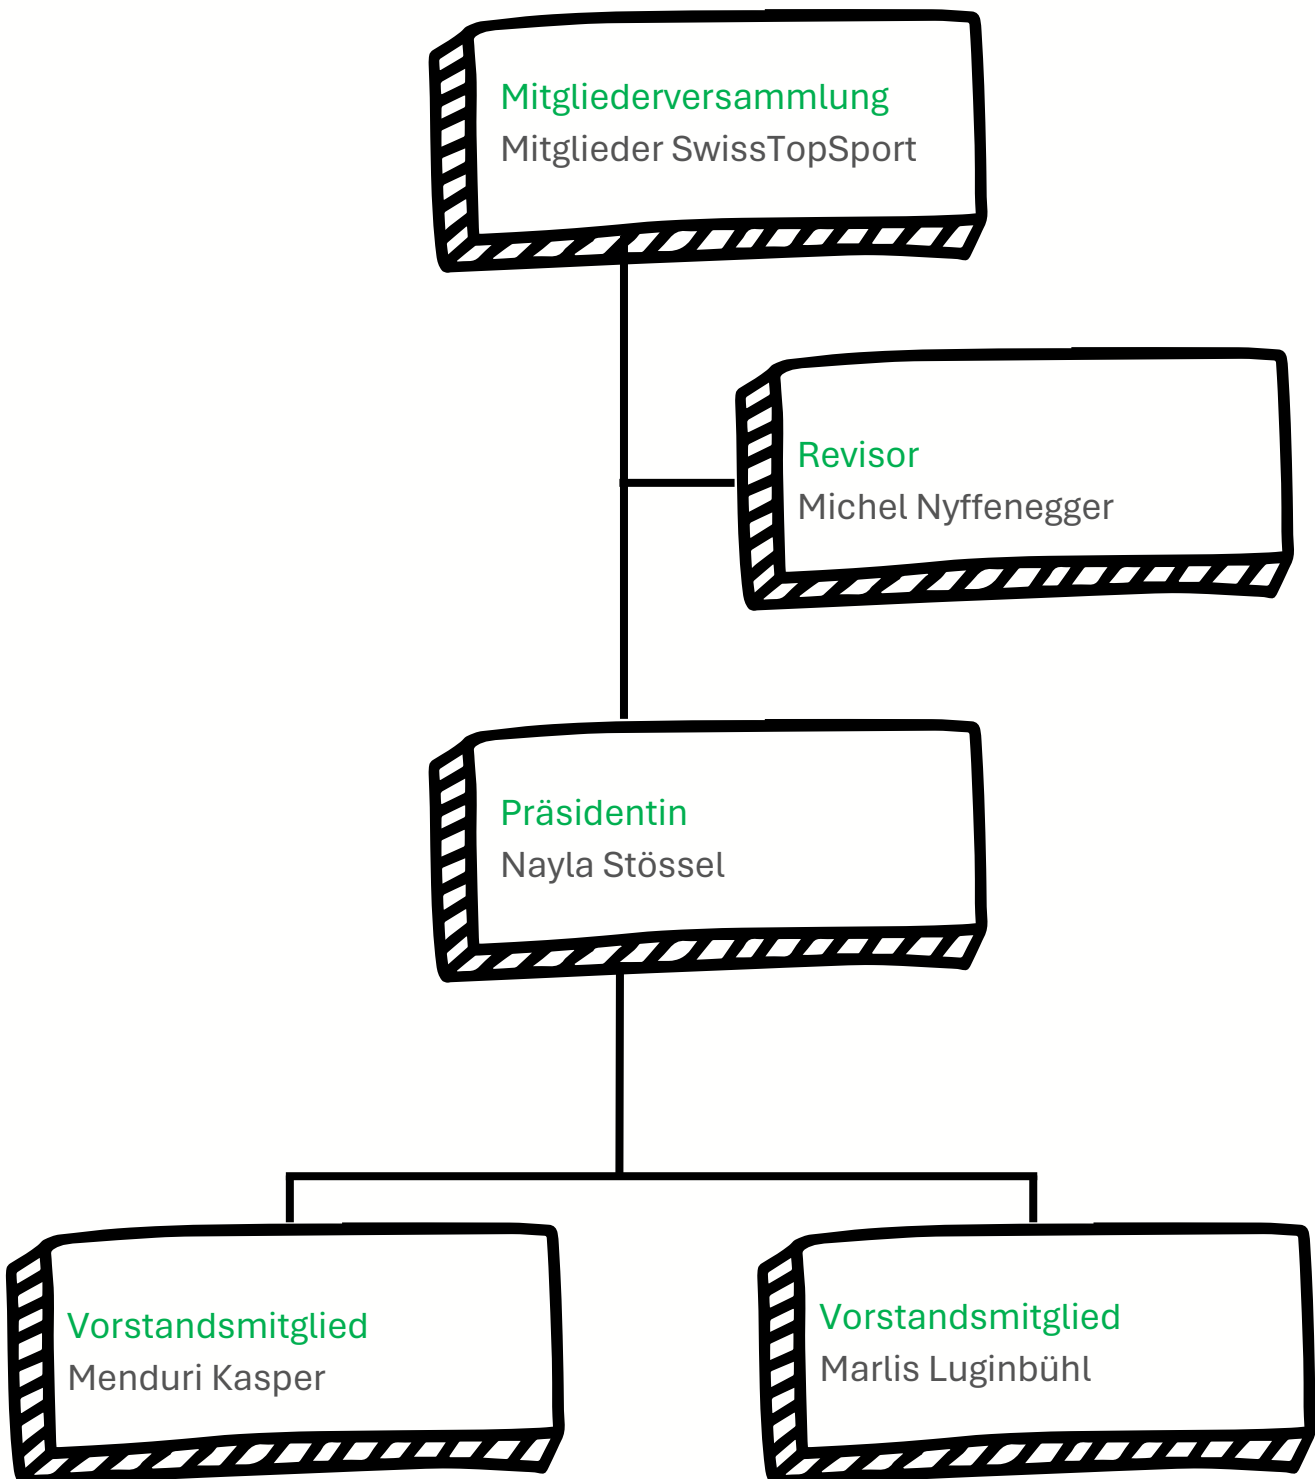 Mitgliederversammlung
Mitglieder SwissTopSport
Revisor
Michel Nyffenegger
Präsidentin
Nayla Stössel
Vorstandsmitglied
Menduri Kasper
Vorstandsmitglied
Marlis Luginbühl